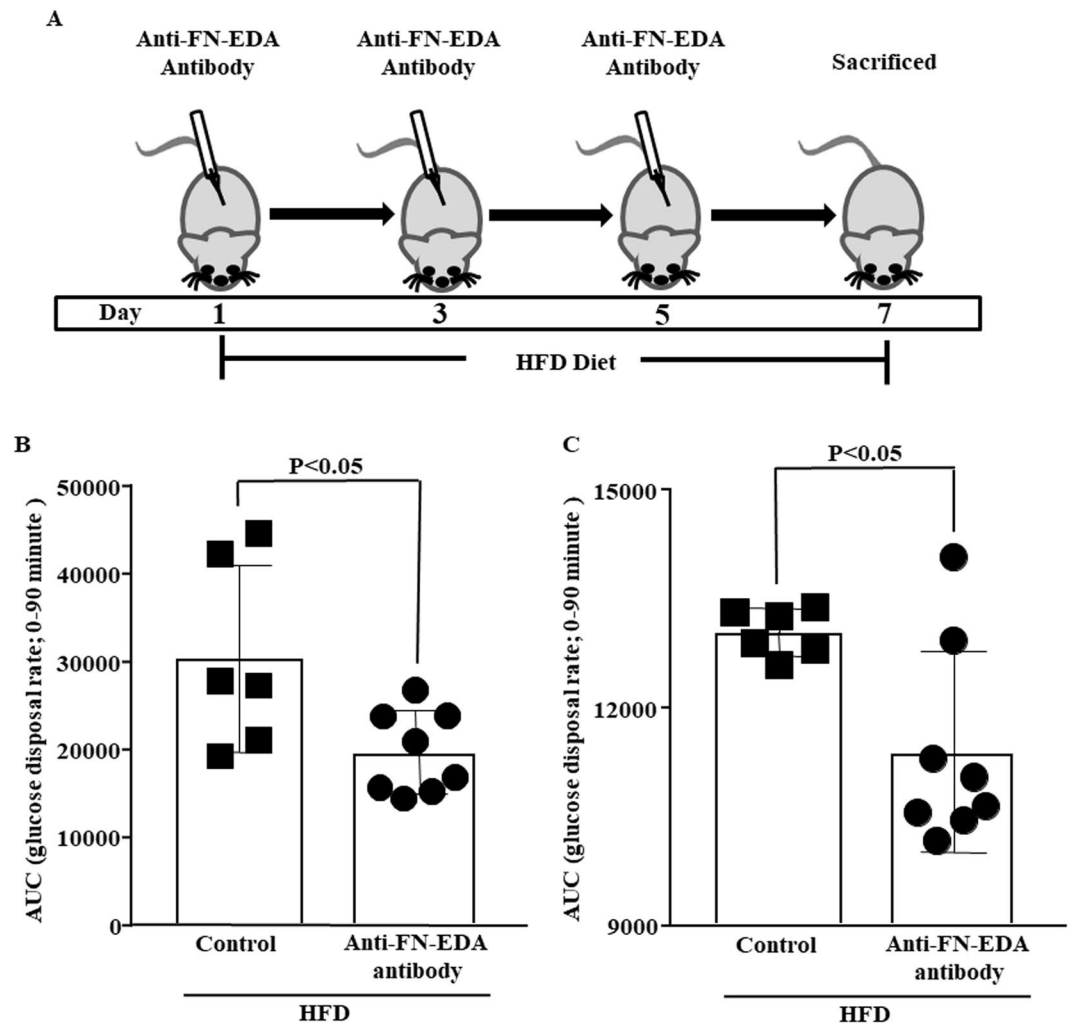 A
Anti-FN-EDA
Antibody
Anti-FN-EDA
Antibody
Anti-FN-EDA
Antibody
Sacrificed
Day 1 3 5 7
HFD Diet
B
P<0.05
AUC (glucose disposal rate; 0-90 minute )
50000
40000
30000
20000
10000
0
Control
Anti-FN-EDA
antibody
HFD
C
P<0.05
AUC (glucose disposal rate; 0-90 minute )
15000
12000
9000
Control
Anti-FN-EDA
antibody
HFD